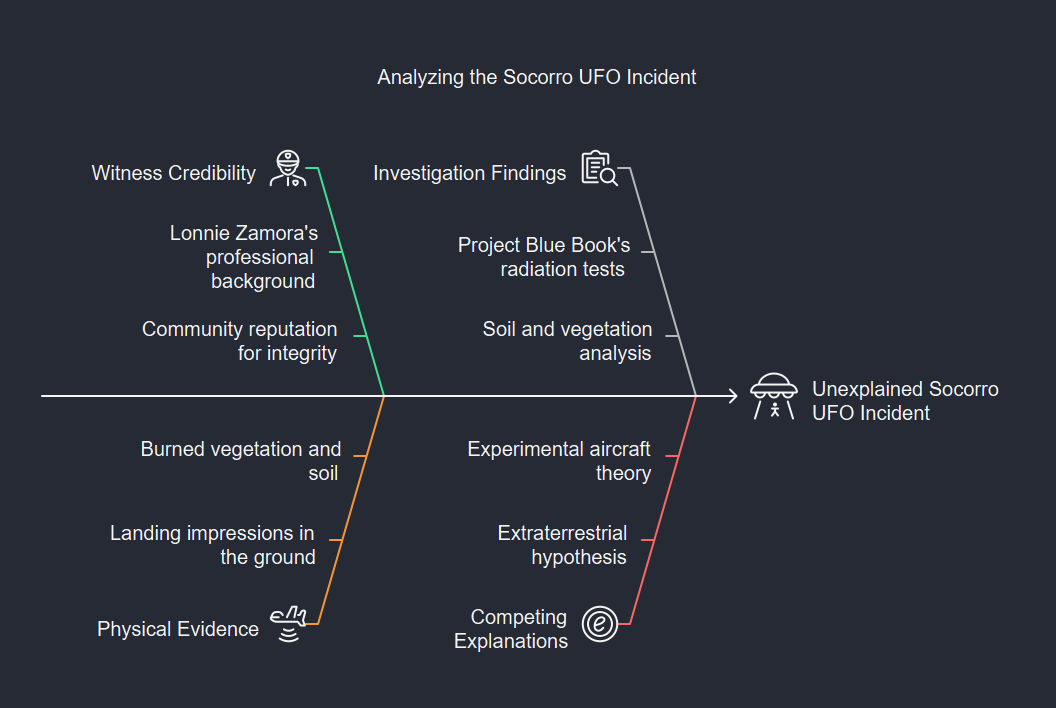 Analyzing the Socorro UFO Incident
Witness Credibility
Lonnie Zamora's
professional
background
Community reputation
for integrity
Investigation Findings
Project Blue Book's
radiation tests
Soil and vegetation
analysis
Unexplained Socorro
UFO Incident
Burned vegetation and
soil
Landing impressions in
the ground
Physical Evidence
Experimental aircraft
theory
Extraterrestrial
hypothesis
Competing
Explanations
e